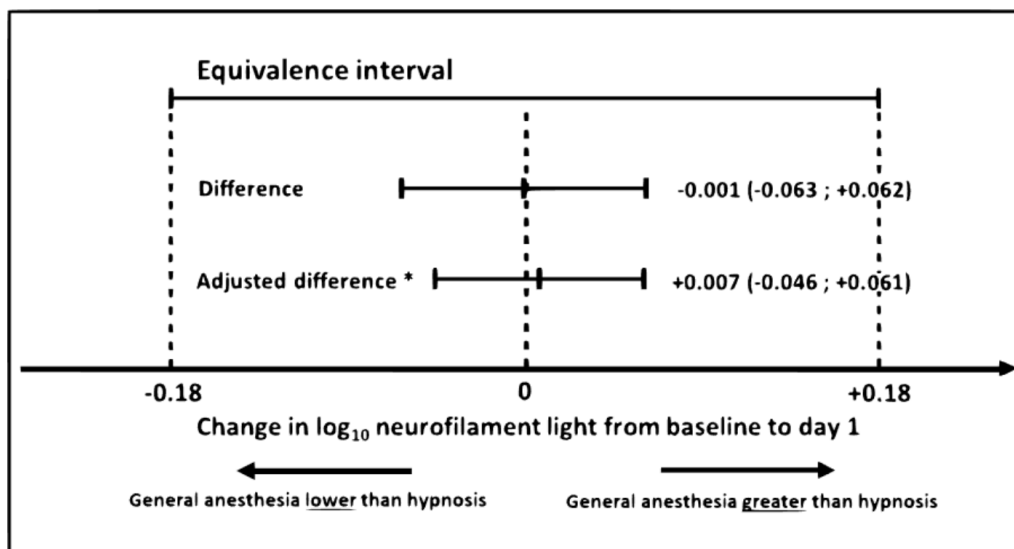 Equivalence interval
Difference
-0.001 (-0.063 ; +0.062)
Adjusted difference *
+0.007 (-0.046 ; +0.061)
-0.18
0
+0.18
Change in log₁₀ neurofilament light from baseline to day 1
General anesthesia lower than hypnosis
General anesthesia greater than hypnosis